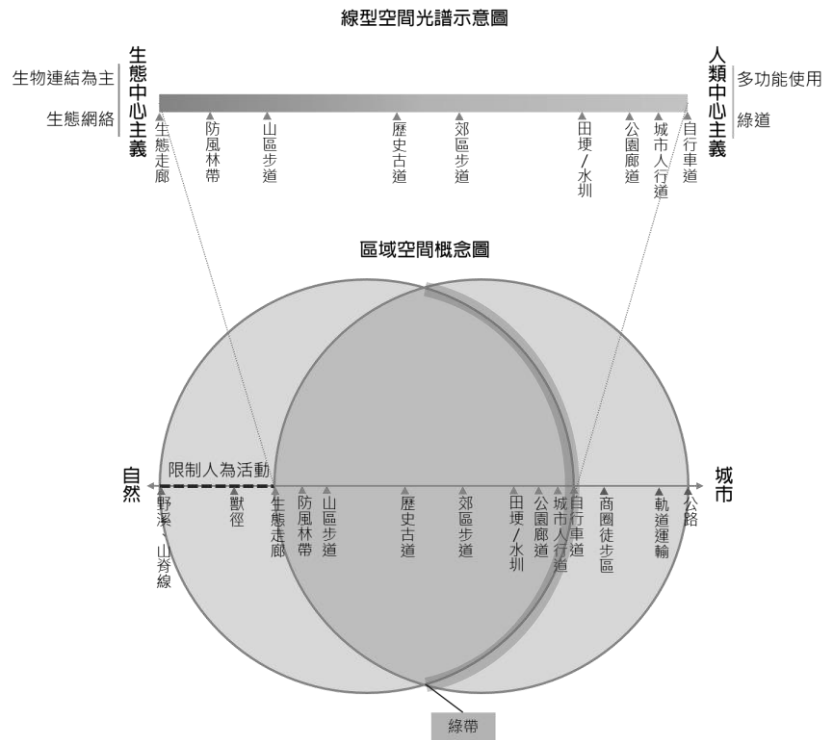 線型空間光譜示意圖
生物連結為主
生態網絡
生態中心主義
人類中心主義
多功能使用
綠道
生態走廊
防風林帶
山區步道
歷史古道
郊區步道
田埂/水圳
公園廊道
城市人行道
自行車道
區域空間概念圖
自然
限制人為活動
城市
野溪、山脊線
獸徑
生態走廊
防風林帶
山區步道
歷史古道
郊區步道
田埂/水圳
公園廊道
城市人行道
自行車道
商圈徒步區
軌道運輸
公路
綠帶